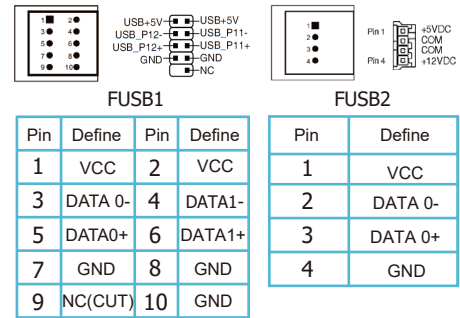 1 2
3 4
5 6
7 8
9 10
USB+5V USB+5V
USB_P12- USB_P11-
USB_P12+ USB_P11+
GND GND
NC
1
2
3
4
Pin 1 +5VDC
COM
COM
Pin 4 +12VDC
FUSB1
Pin Define Pin Define
1 VCC 2 VCC
3 DATA 0- 4 DATA1-
5 DATA0+ 6 DATA1+
7 GND 8 GND
9 NC(CUT) 10 GND
FUSB2
Pin Define
1 VCC
2 DATA 0-
3 DATA 0+
4 GND